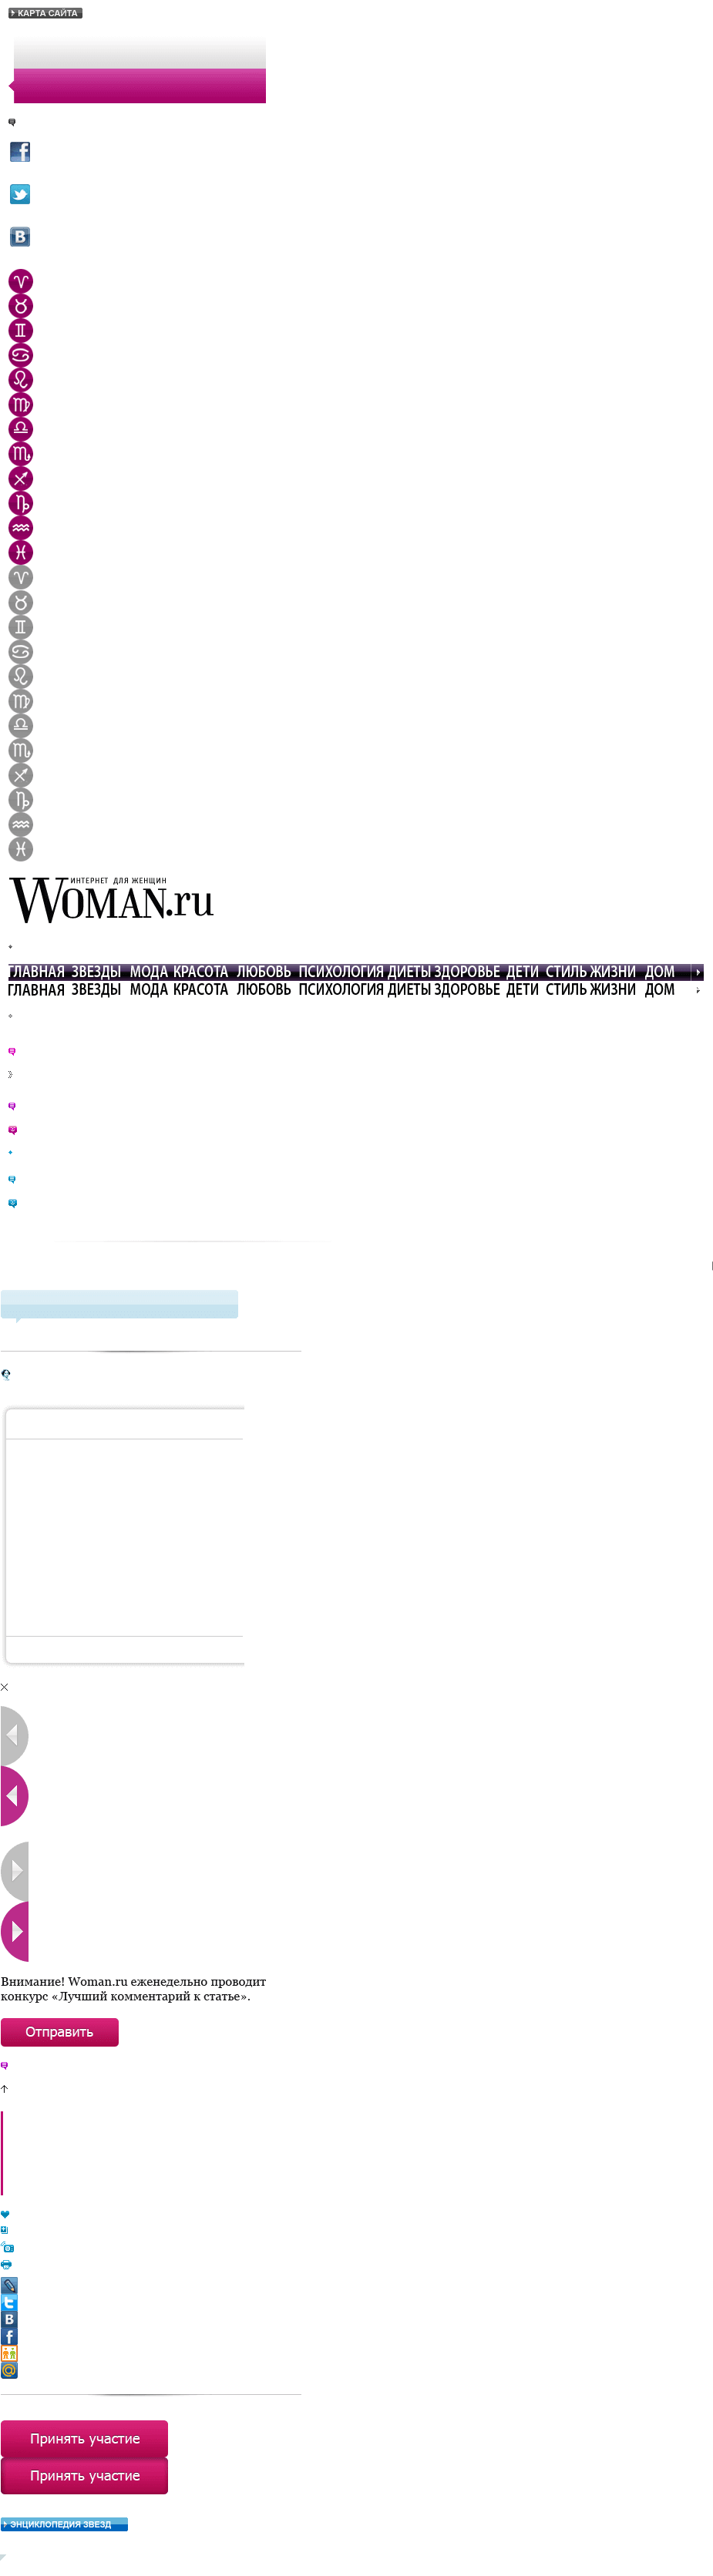 КАРТА САЙТА
ИНТЕРНЕТ ДЛЯ ЖЕНЩИН
WOMAN.ru
ГЛАВНАЯ ЗВЕЗДЫ МОДА КРАСОТА ЛЮБОВЬ ПСИХОЛОГИЯ ДИЕТЫ ЗДОРОВЬЕ ДЕТИ СТИЛЬ ЖИЗНИ ДОМ
ГЛАВНАЯ ЗВЕЗДЫ МОДА КРАСОТА ЛЮБОВЬ ПСИХОЛОГИЯ ДИЕТЫ ЗДОРОВЬЕ ДЕТИ СТИЛЬ ЖИЗНИ ДОМ
Внимание! Woman.ru еженедельно проводит
конкурс «Лучший комментарий к статье».
Отправить
Принять участие
Принять участие
ЭНЦИКЛОПЕДИЯ ЗВЕЗД